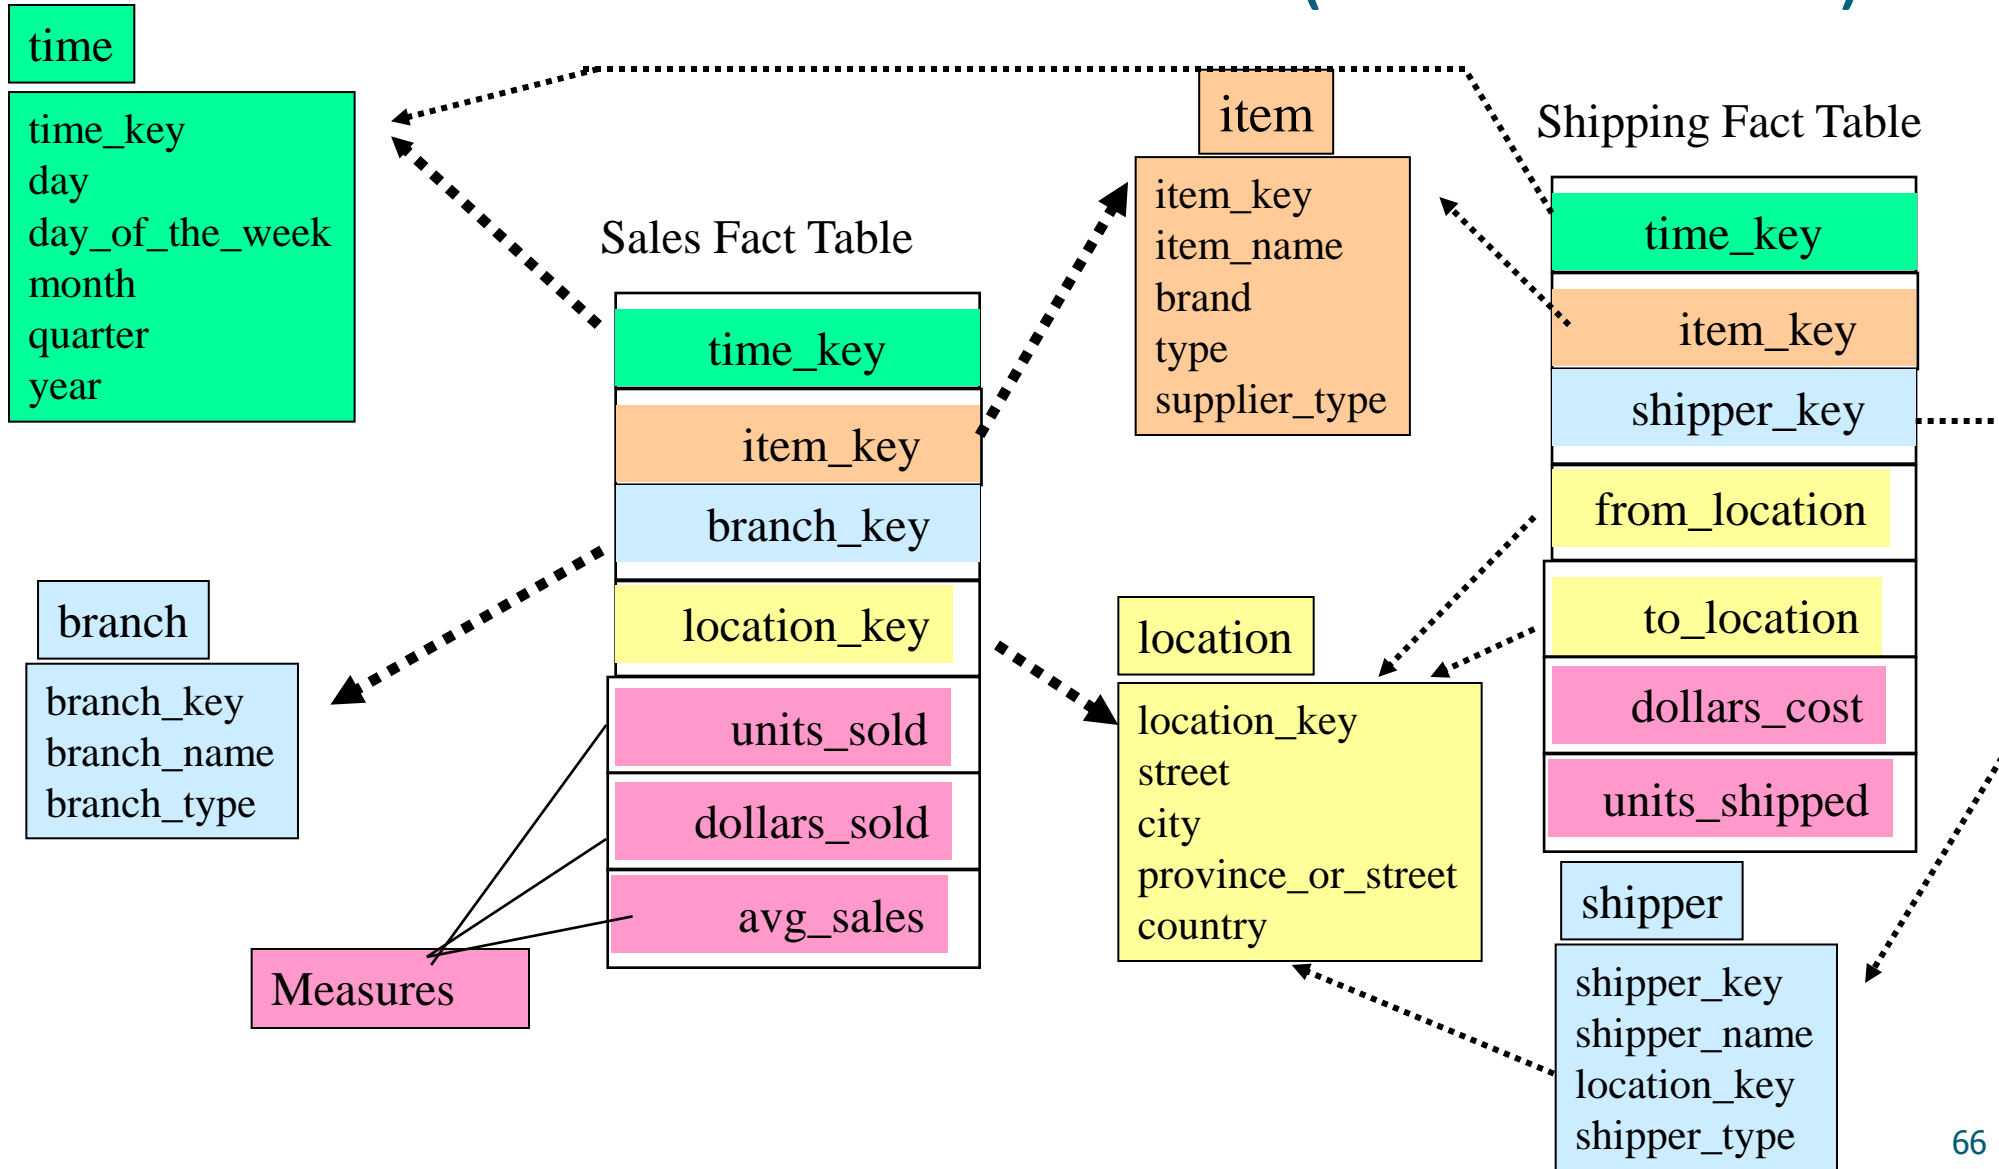 time
time_key
day
day_of_the_week
month
quarter
year
Sales Fact Table
time_key
item_key
branch_key
location_key
units_sold
dollars_sold
avg_sales
Measures
branch
branch_key
branch_name
branch_type
item
item_key
item_name
brand
type
supplier_type
location
location_key
street
city
province_or_street
country
Shipping Fact Table
time_key
item_key
shipper_key
from_location
to_location
dollars_cost
units_shipped
shipper
shipper_key
shipper_name
location_key
shipper_type
66